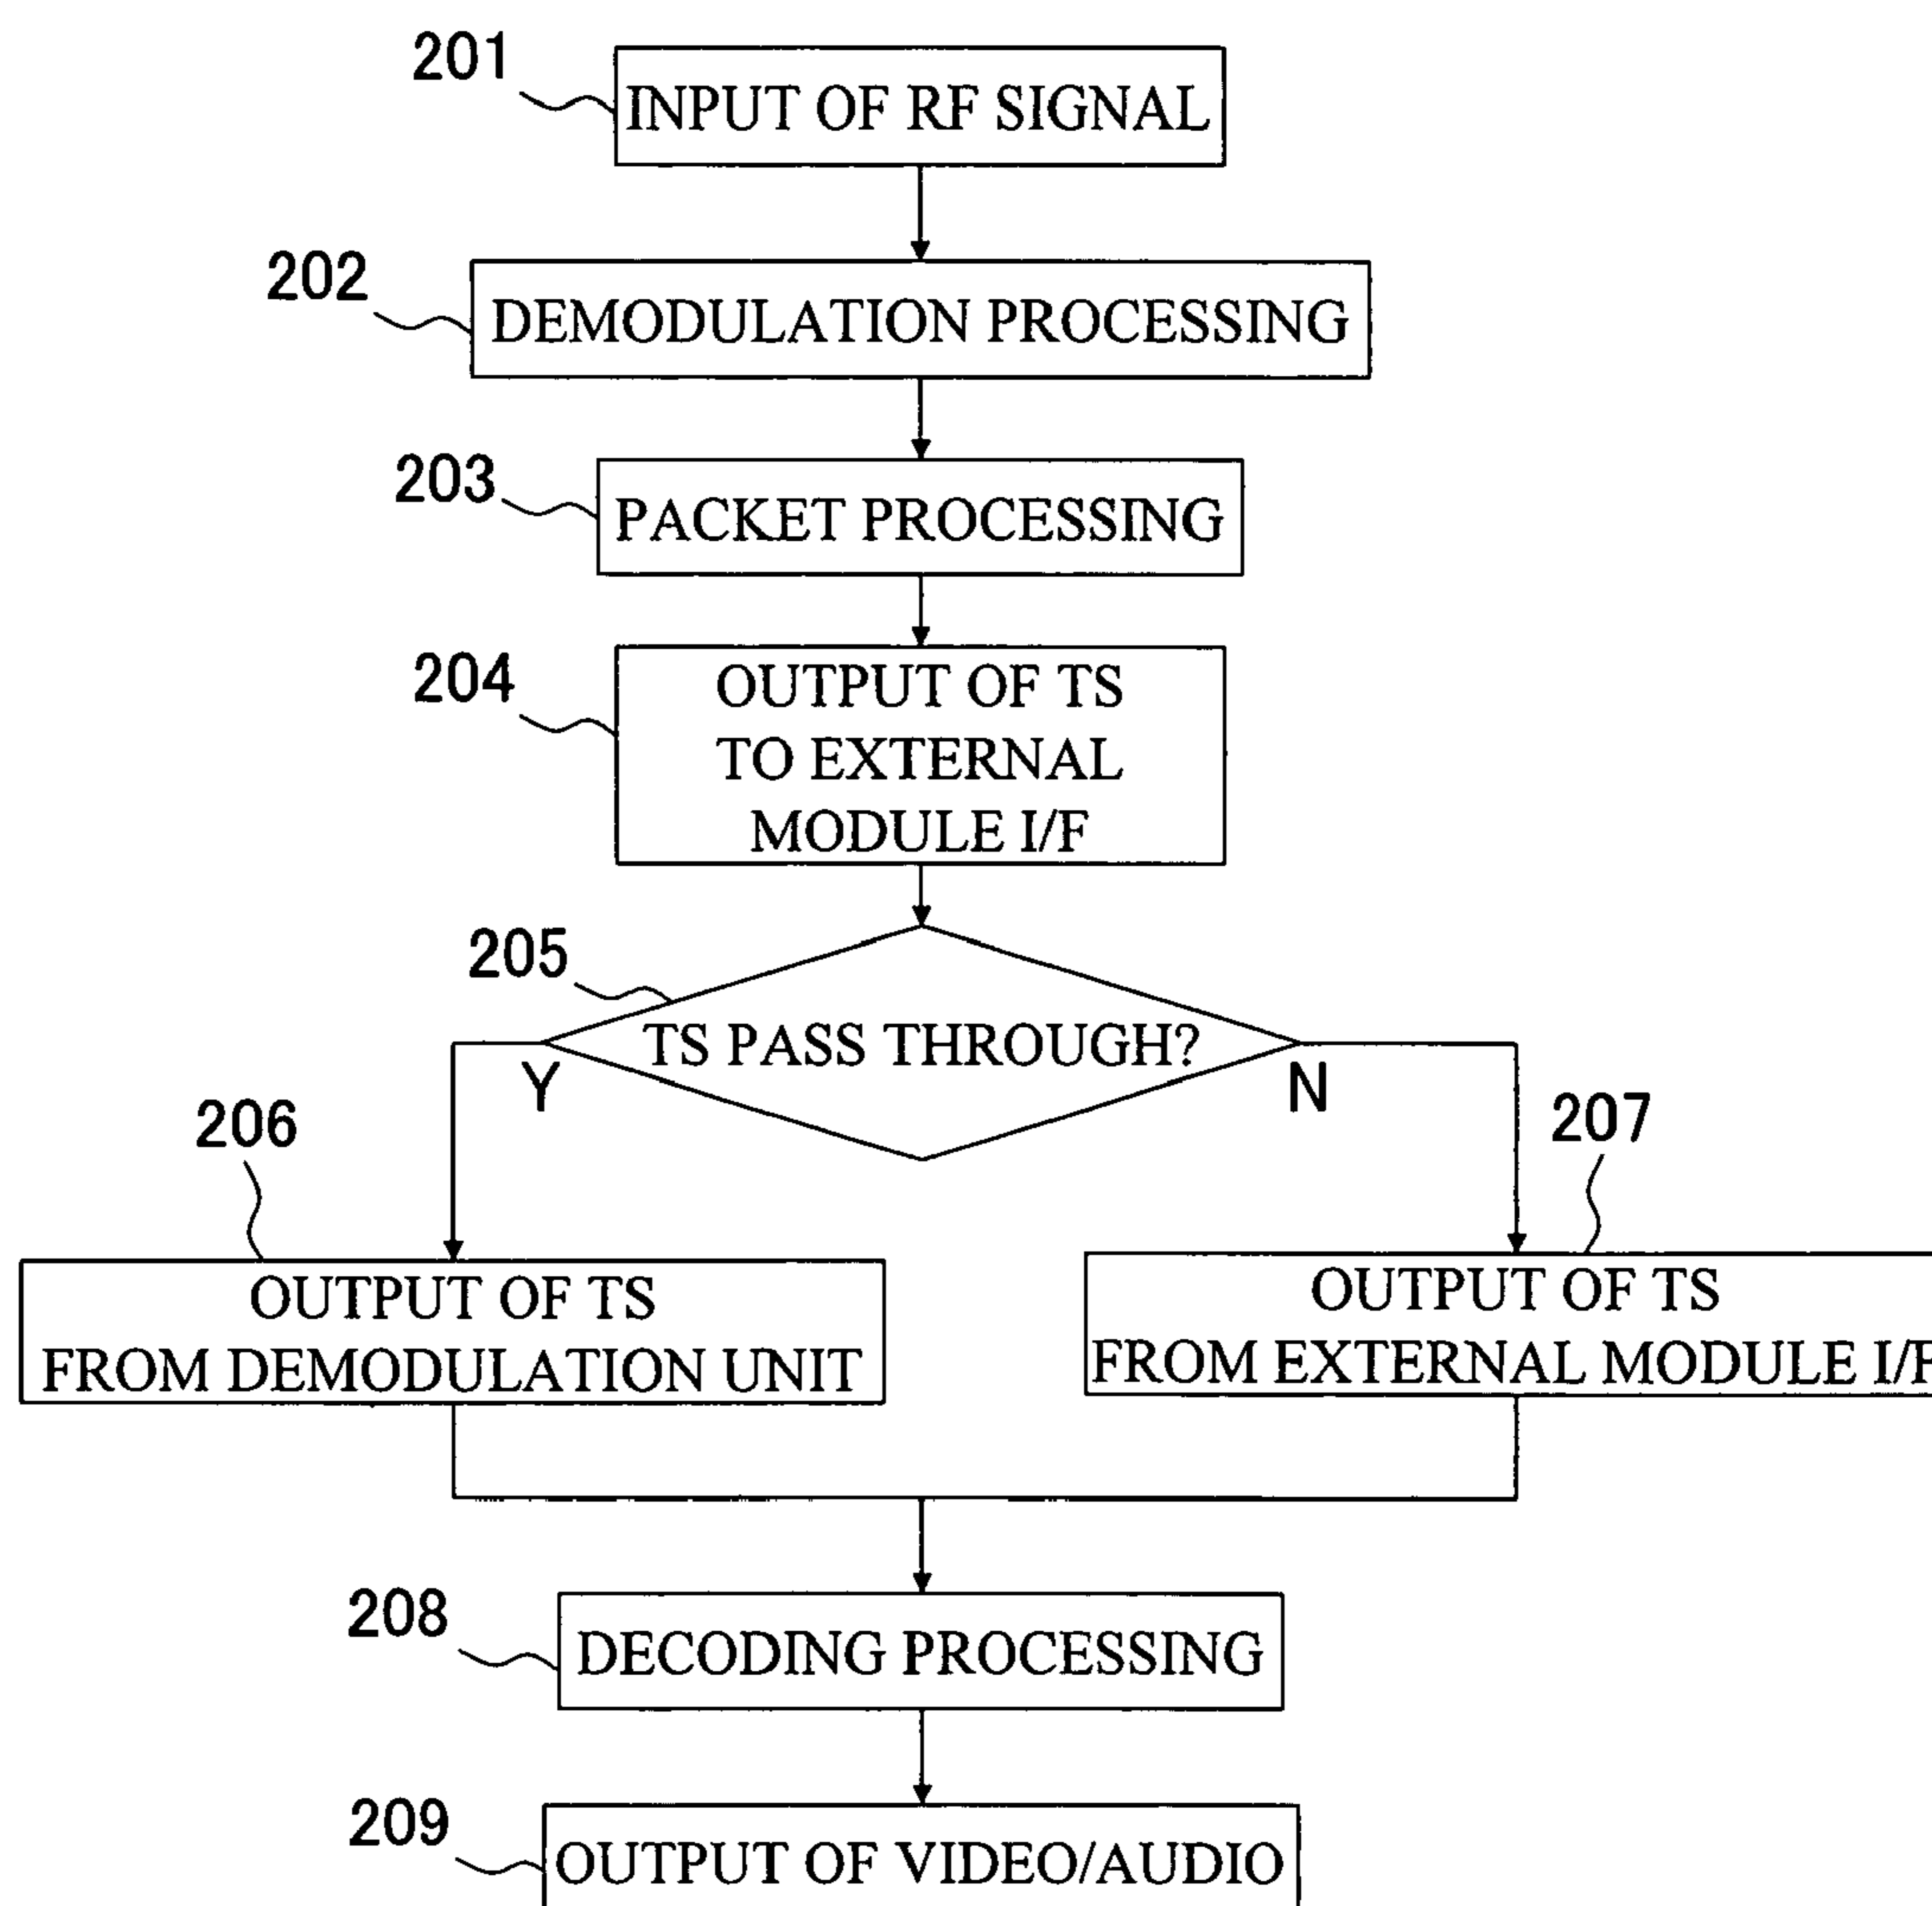 201
INPUT OF RF SIGNAL
202
DEMODULATION PROCESSING
203
PACKET PROCESSING
204
OUTPUT OF TS
TO EXTERNAL
MODULE I/F
205
TS PASS THROUGH?
Y
N
206
207
OUTPUT OF TS
FROM DEMODULATION UNIT
OUTPUT OF TS
FROM EXTERNAL MODULE I/F
208
DECODING PROCESSING
209
OUTPUT OF VIDEO/AUDIO